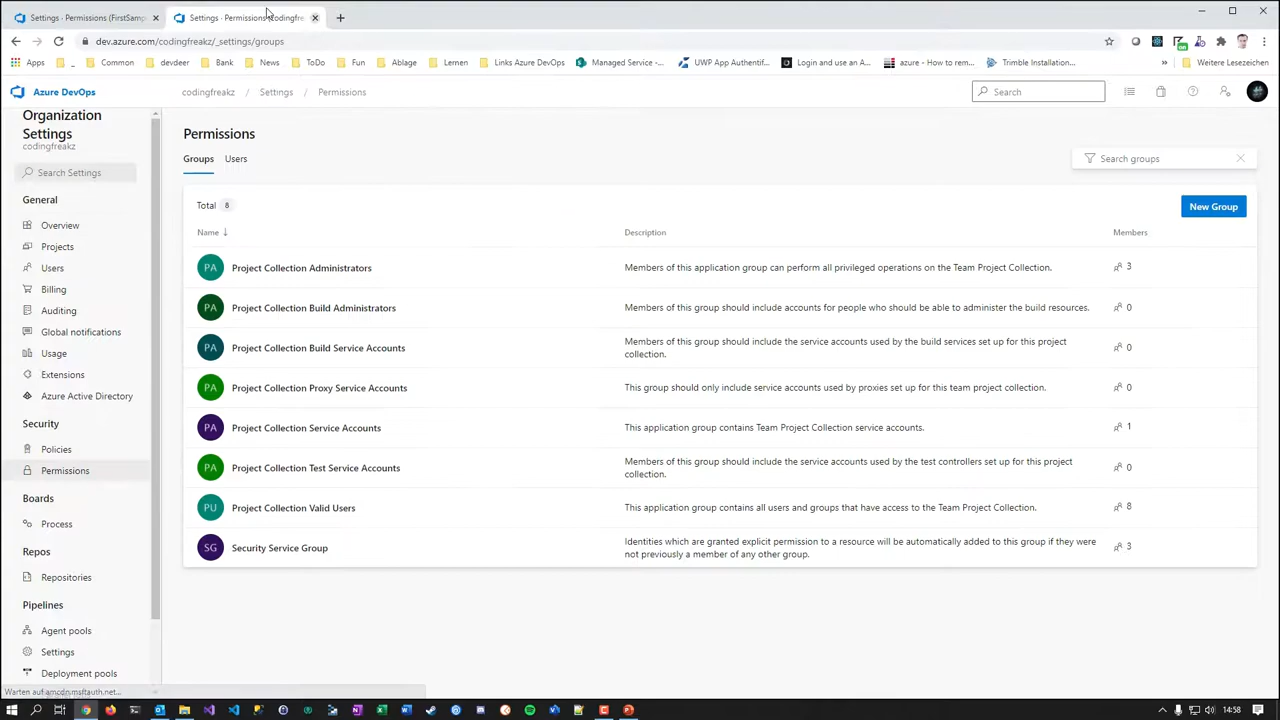 Settings · Permissions (FirstSamp
Settings · Permissions (codingfrea
dev.azure.com/codingfreakz/_settings/groups
Apps
_
Common
devdeer
Bank
News
ToDo
Fun
Ablage
Lernen
Links Azure DevOps
Managed Service -...
UWP App Authentif...
Login and use an A...
azure - How to rem...
Trimble Installation...
»
Weitere Lesezeichen
Azure DevOps
codingfreakz / Settings / Permissions
Search
Organization
Settings
codingfreakz
Search Settings
General
Overview
Projects
Users
Billing
Auditing
Global notifications
Usage
Extensions
Azure Active Directory
Security
Policies
Permissions
Boards
Process
Repos
Repositories
Pipelines
Agent pools
Settings
Deployment pools
Permissions
Groups Users
Search groups
Total 8
New Group
Name ↓ Description Members
PA Project Collection Administrators Members of this application group can perform all privileged operations on the Team Project Collection. 3
PA Project Collection Build Administrators Members of this group should include accounts for people who should be able to administer the build resources. 0
PA Project Collection Build Service Accounts Members of this group should include the service accounts used by the build services set up for this project 0
collection.
PA Project Collection Proxy Service Accounts This group should only include service accounts used by proxies set up for this team project collection. 0
PA Project Collection Service Accounts This application group contains Team Project Collection service accounts. 1
PA Project Collection Test Service Accounts Members of this group should include the service accounts used by the test controllers set up for this project 0
collection.
PU Project Collection Valid Users This application group contains all users and groups that have access to the Team Project Collection. 8
SG Security Service Group Identities which are granted explicit permission to a resource will be automatically added to this group if they were 3
not previously a member of any other group.
Warten auf amcdn.msftauth.net...
14:58